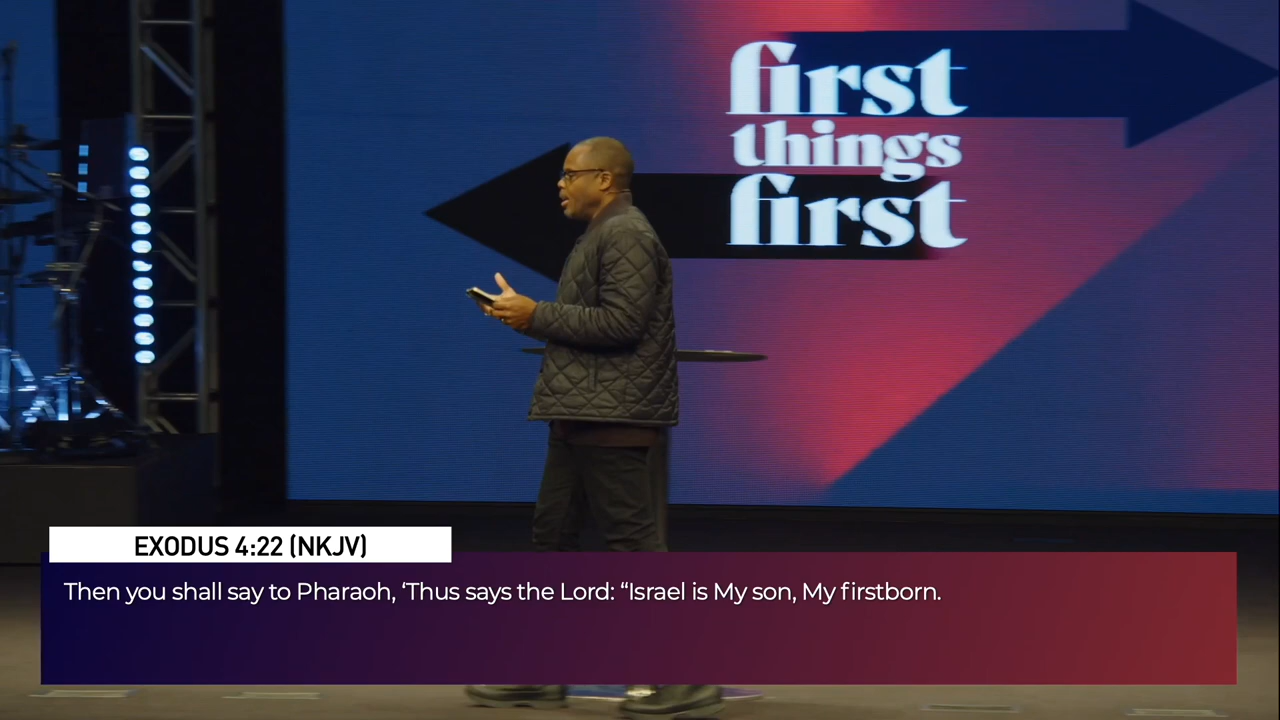 first
things
first
EXODUS 4:22 (NKJV)
Then you shall say to Pharaoh, ‘Thus says the Lord: “Israel is My son, My firstborn.